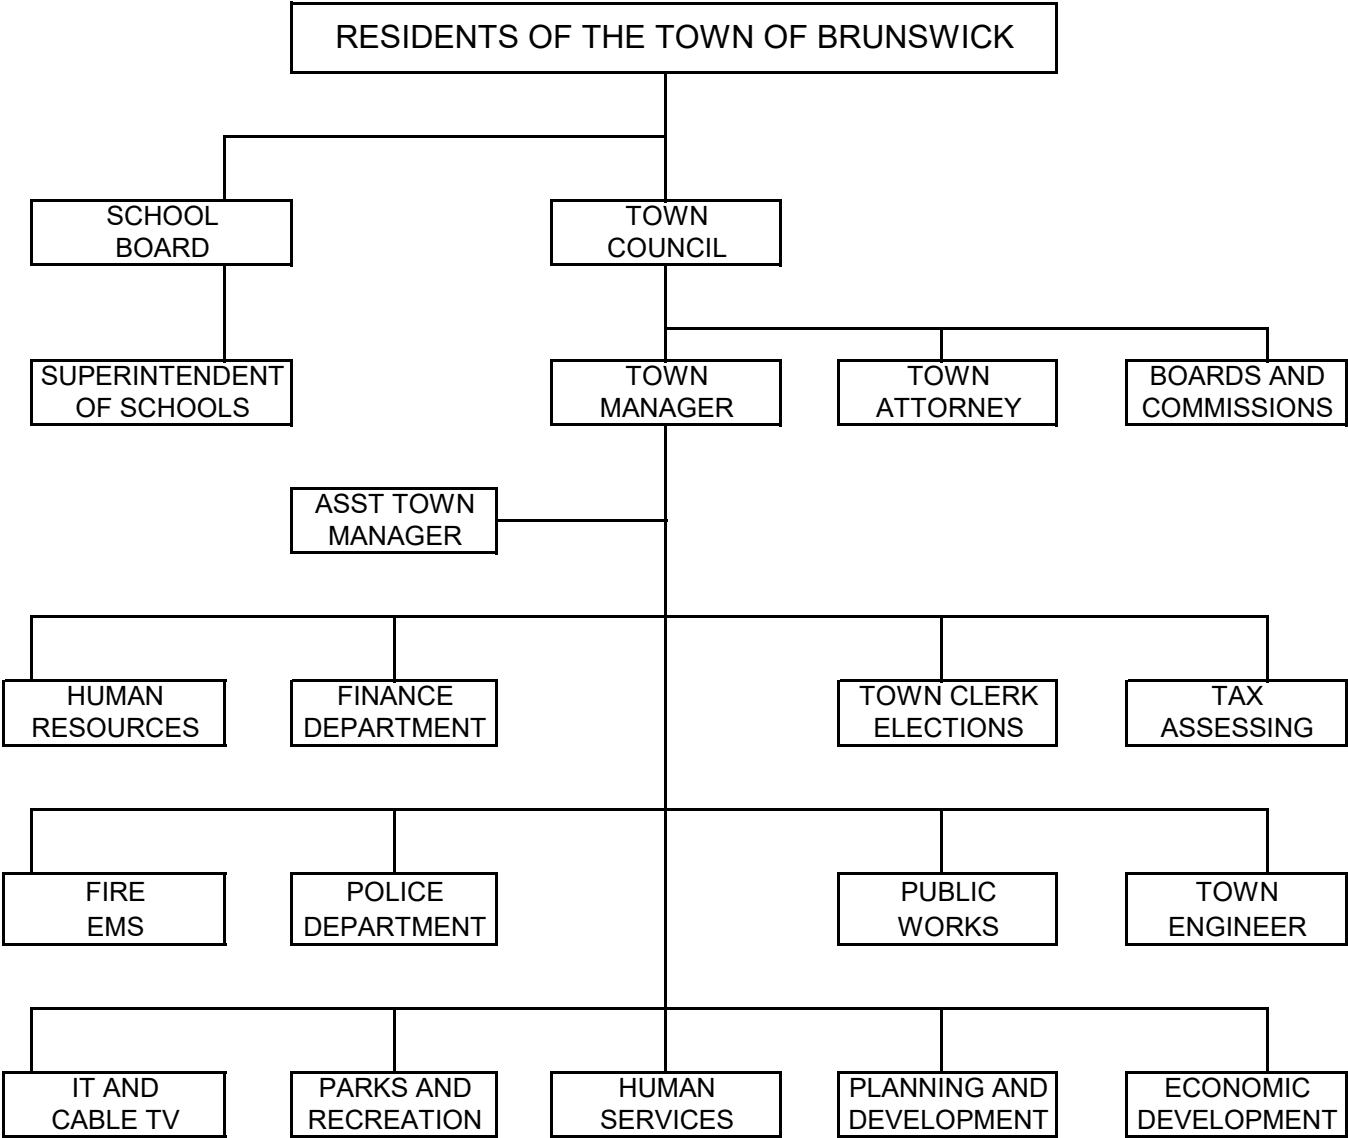 RESIDENTS OF THE TOWN OF BRUNSWICK
SCHOOL
BOARD
TOWN
COUNCIL
SUPERINTENDENT
OF SCHOOLS
TOWN
MANAGER
TOWN
ATTORNEY
BOARDS AND
COMMISSIONS
ASST TOWN
MANAGER
HUMAN
RESOURCES
FINANCE
DEPARTMENT
TOWN CLERK
ELECTIONS
TAX
ASSESSING
FIRE
EMS
POLICE
DEPARTMENT
PUBLIC
WORKS
TOWN
ENGINEER
IT AND
CABLE TV
PARKS AND
RECREATION
HUMAN
SERVICES
PLANNING AND
DEVELOPMENT
ECONOMIC
DEVELOPMENT